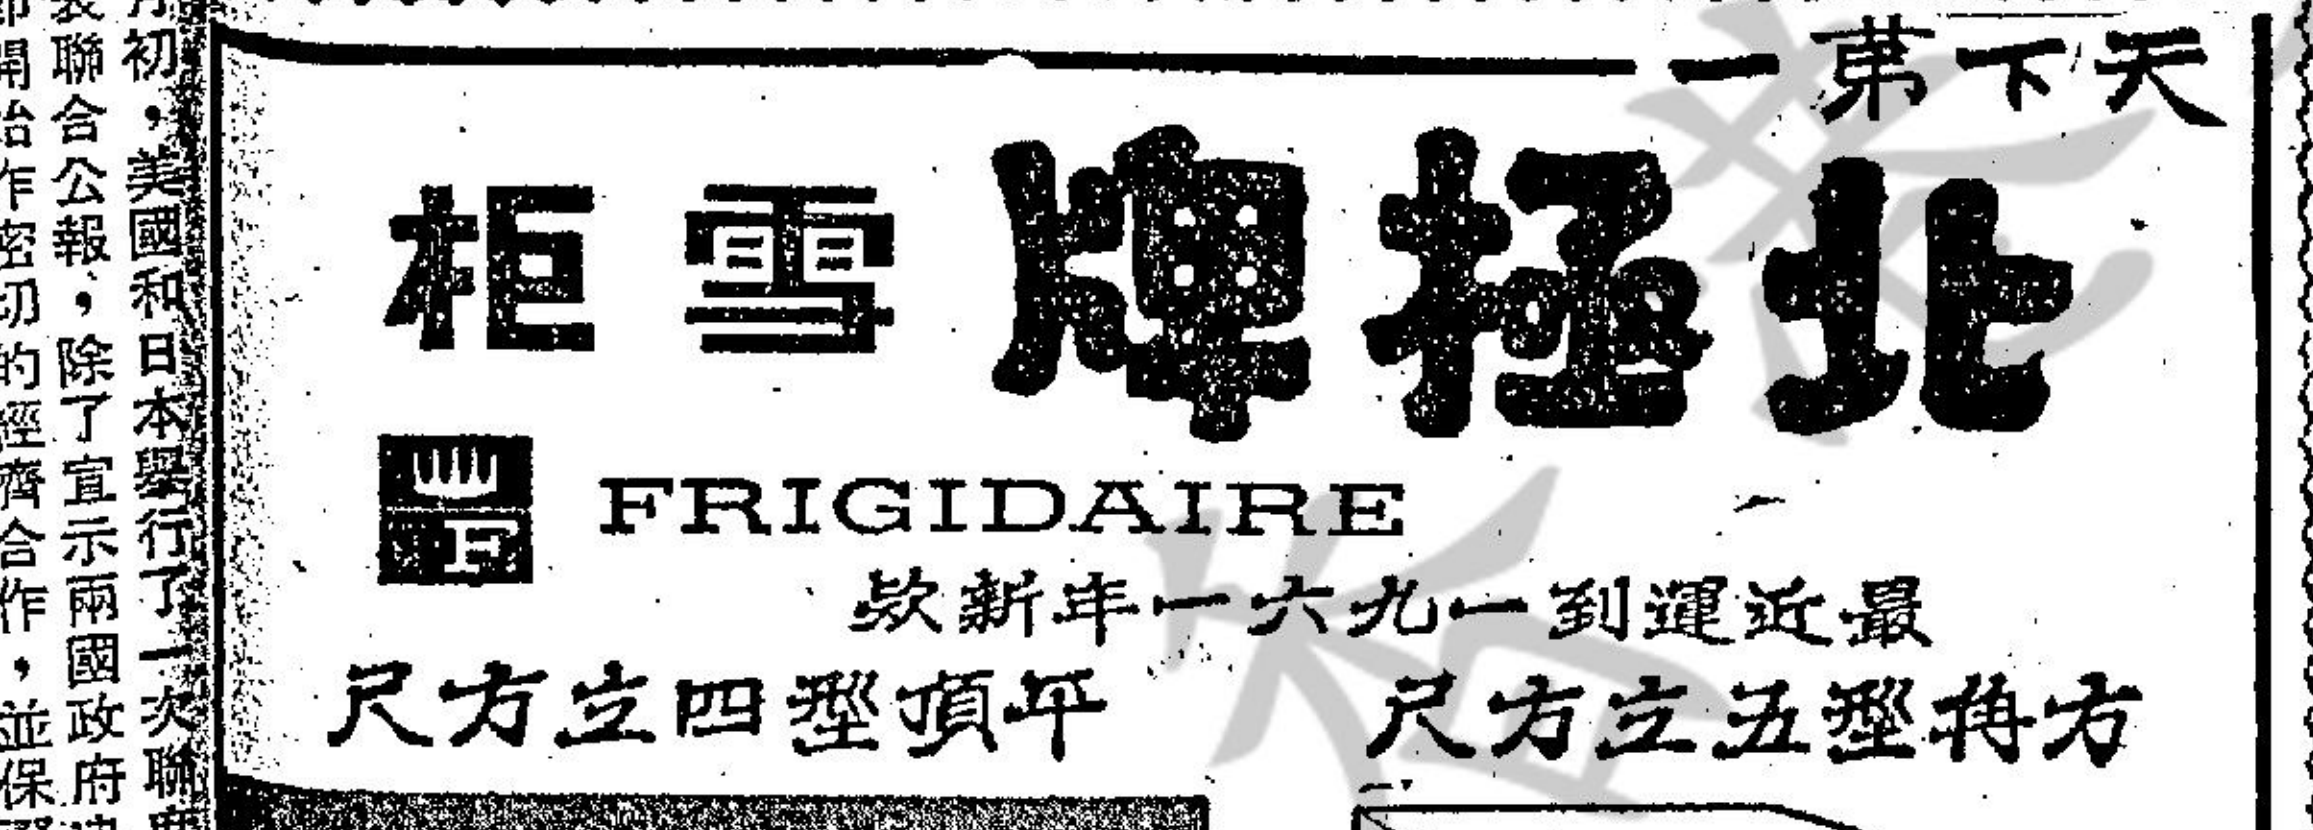 天下苐一
北極牌雪柜
F
FRIGIDAIRE
最近運到一九六一年新欵
方型五立方尺
平頂型四立方尺
初，美國和日本舉行了一次聯
聯合公報，除了宣示兩國政府
開始作密切的經濟合作，並保